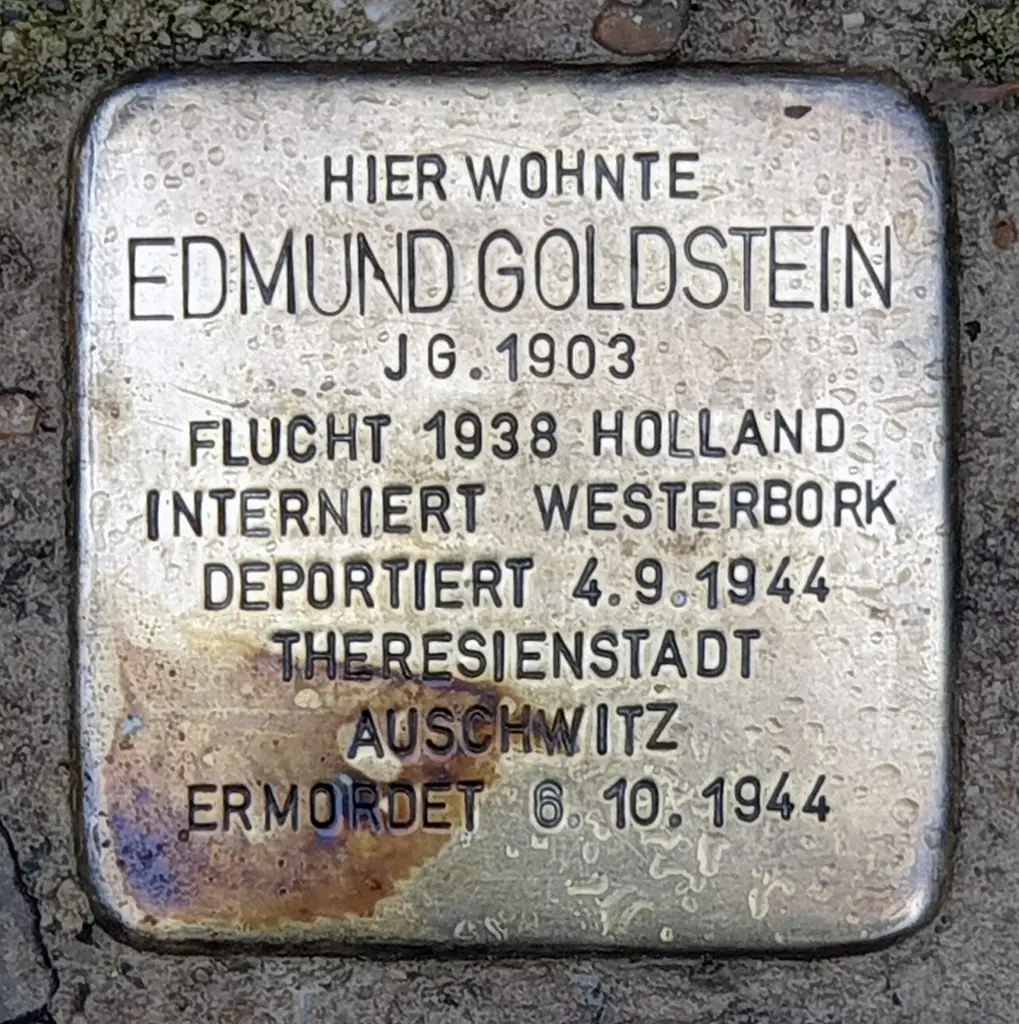 HIER WOHNTE
EDMUND GOLDSTEIN
JG. 1903
FLUCHT 1938 HOLLAND
INTERNIERT WESTERBORK
DEPORTIERT 4.9.1944
THERESIENSTADT
AUSCHWITZ
ERMORDET 6.10.1944